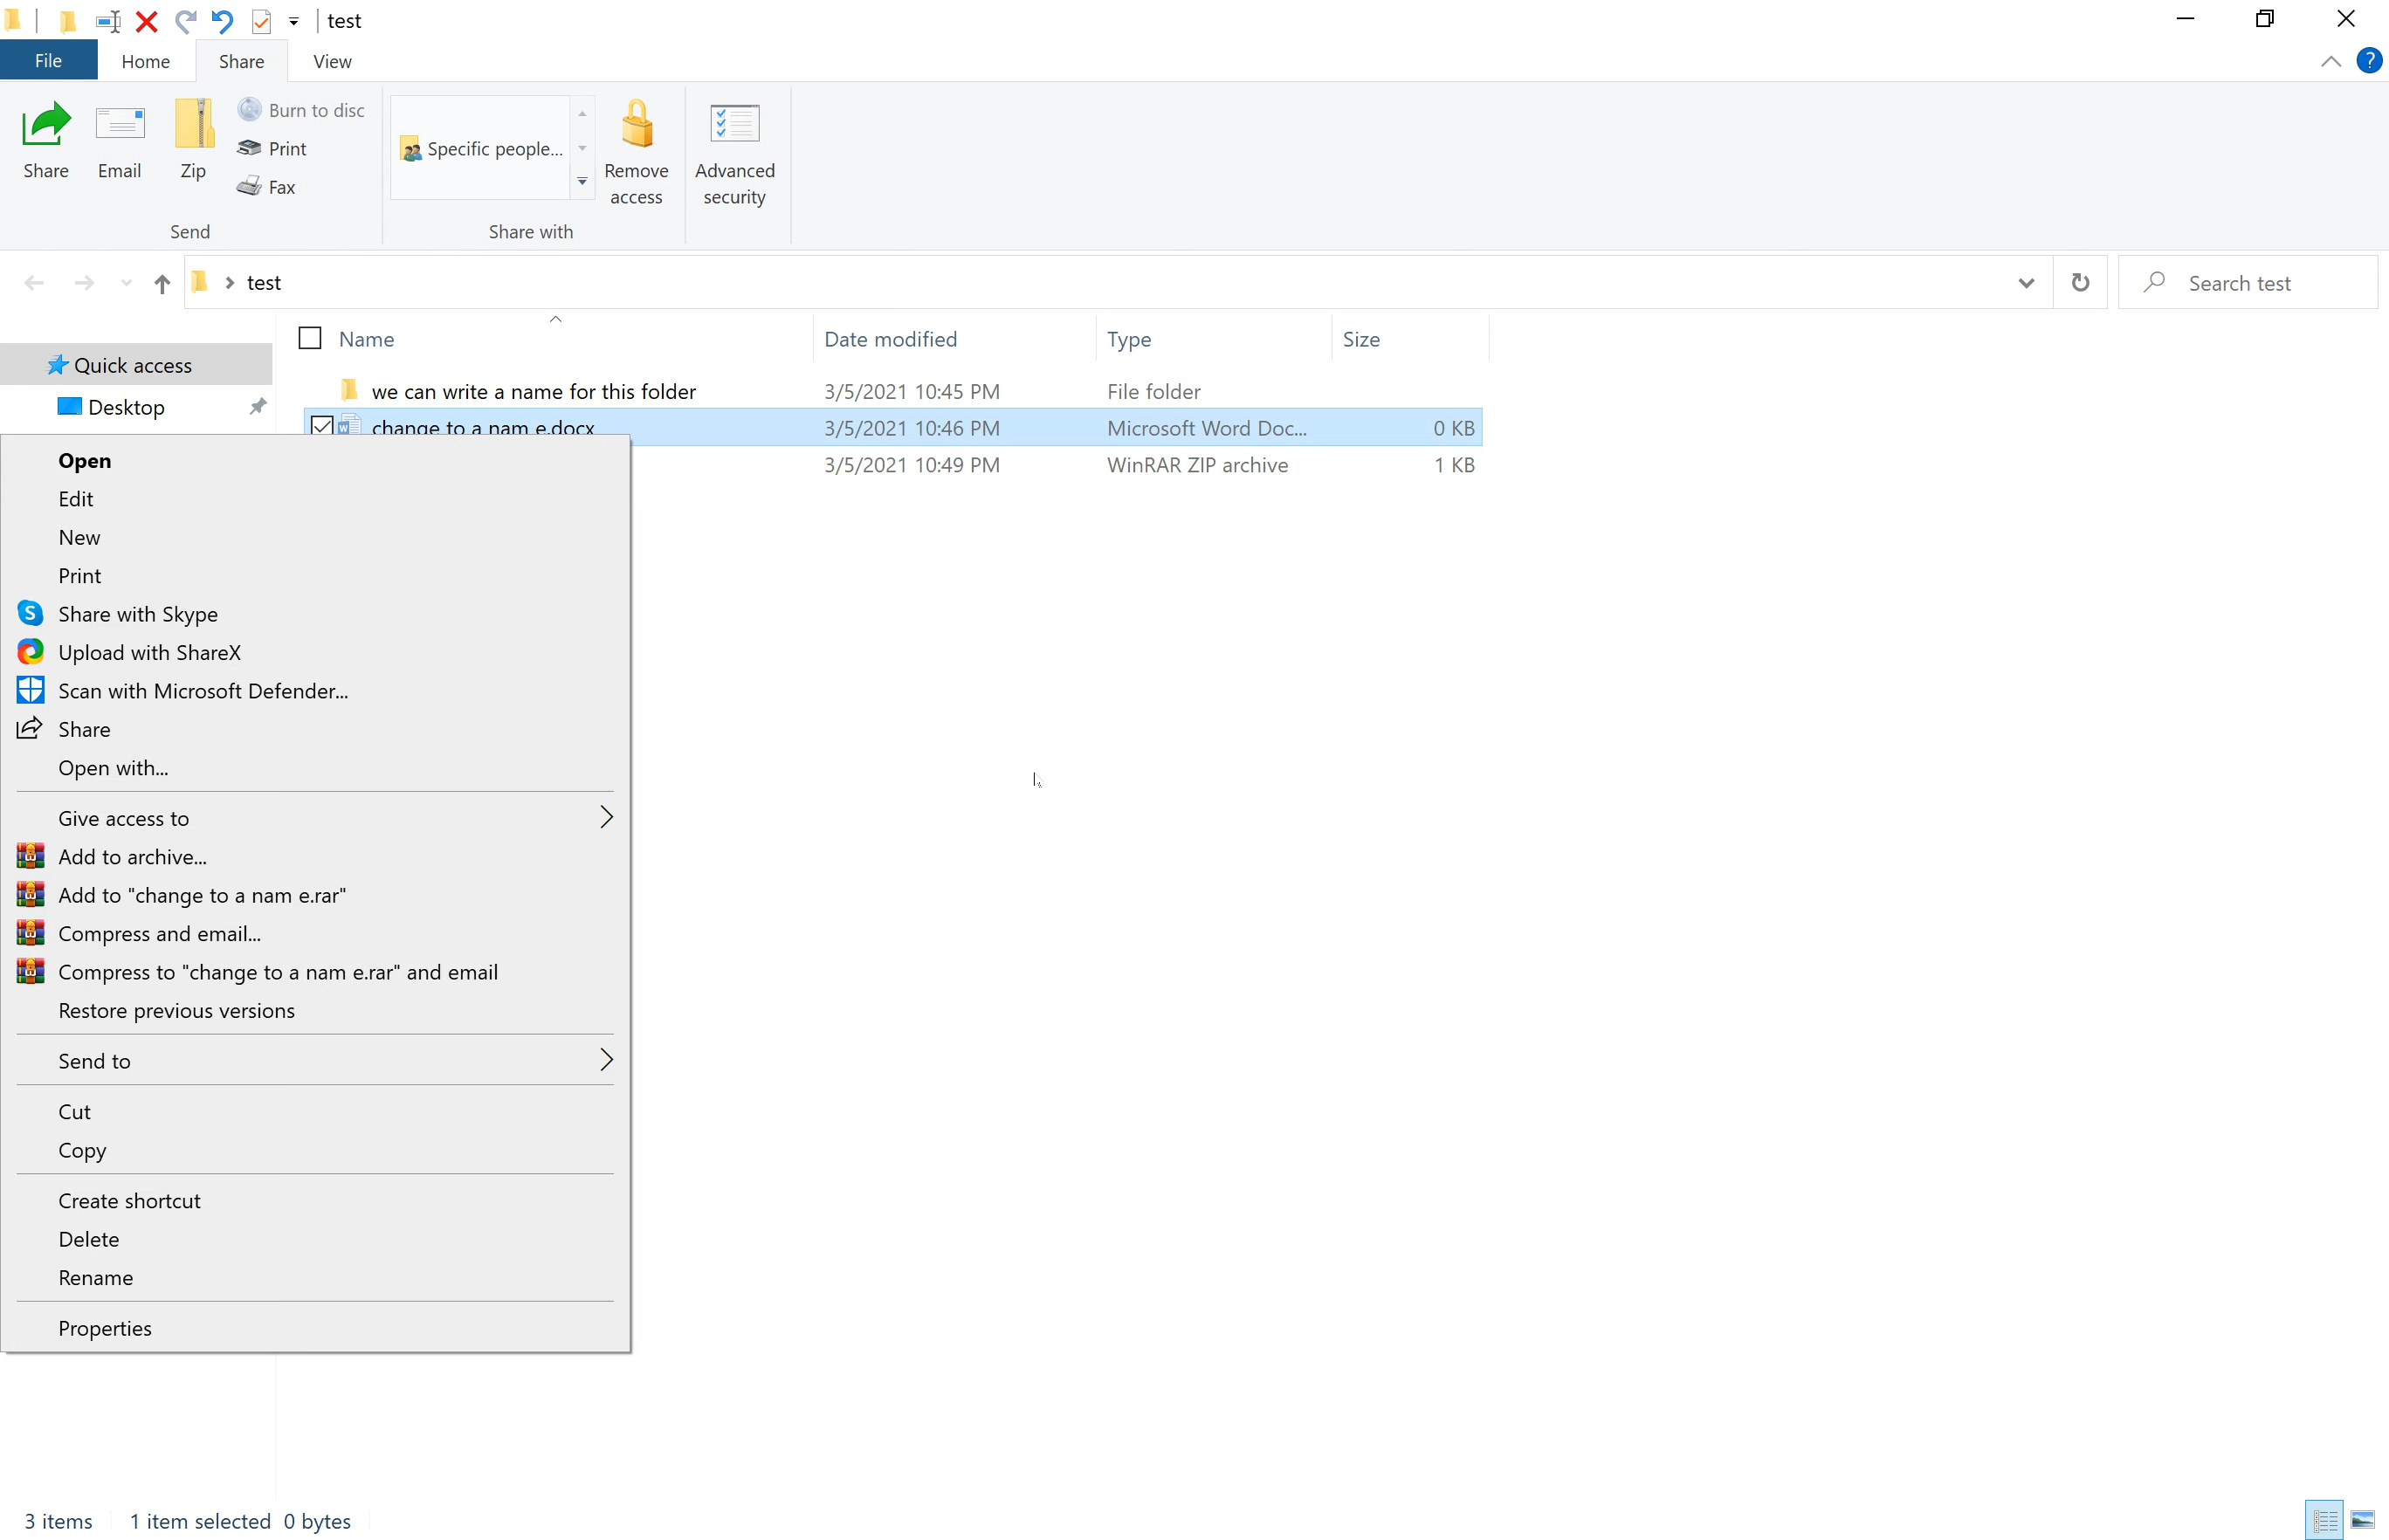 test
File Home Share View
Share Email Zip Burn to disc Print Fax
Send
Specific people...
Remove access
Share with
Advanced security
test
Search test
Name Date modified Type Size
Quick access
Desktop
we can write a name for this folder 3/5/2021 10:45 PM File folder
change to a nam e.docx 3/5/2021 10:46 PM Microsoft Word Doc... 0 KB
3/5/2021 10:49 PM WinRAR ZIP archive 1 KB
Open
Edit
New
Print
Share with Skype
Upload with ShareX
Scan with Microsoft Defender...
Share
Open with...
Give access to
Add to archive...
Add to "change to a nam e.rar"
Compress and email...
Compress to "change to a nam e.rar" and email
Restore previous versions
Send to
Cut
Copy
Create shortcut
Delete
Rename
Properties
3 items 1 item selected 0 bytes